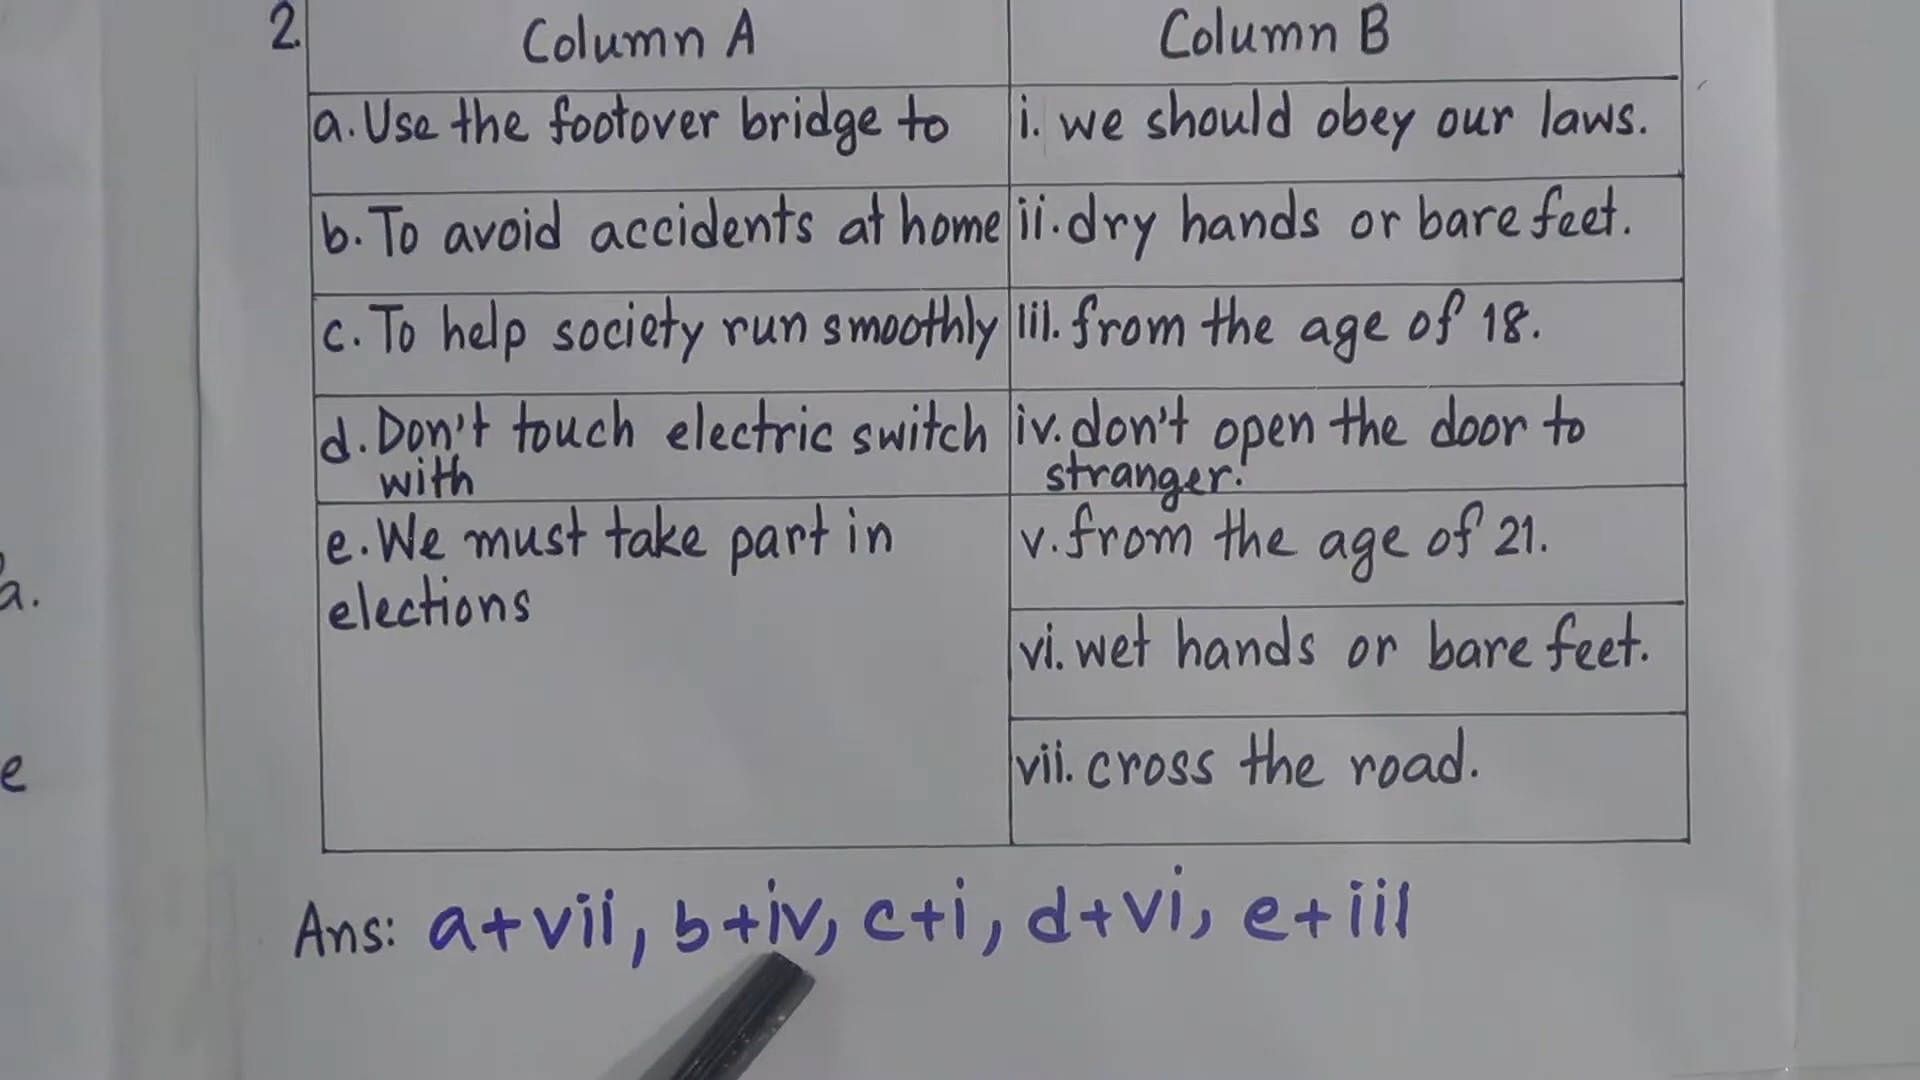 2. Column A Column B
a. Use the footover bridge to i. we should obey our laws.
b. To avoid accidents at home ii. dry hands or bare feet.
c. To help society run smoothly iii. from the age of 18.
d. Don't touch electric switch iv. don't open the door to
with stranger.
e. We must take part in v. from the age of 21.
elections
vi. wet hands or bare feet.
vii. cross the road.
Ans: a+vii, b+iv, c+i, d+vi, e+iii
a.
e